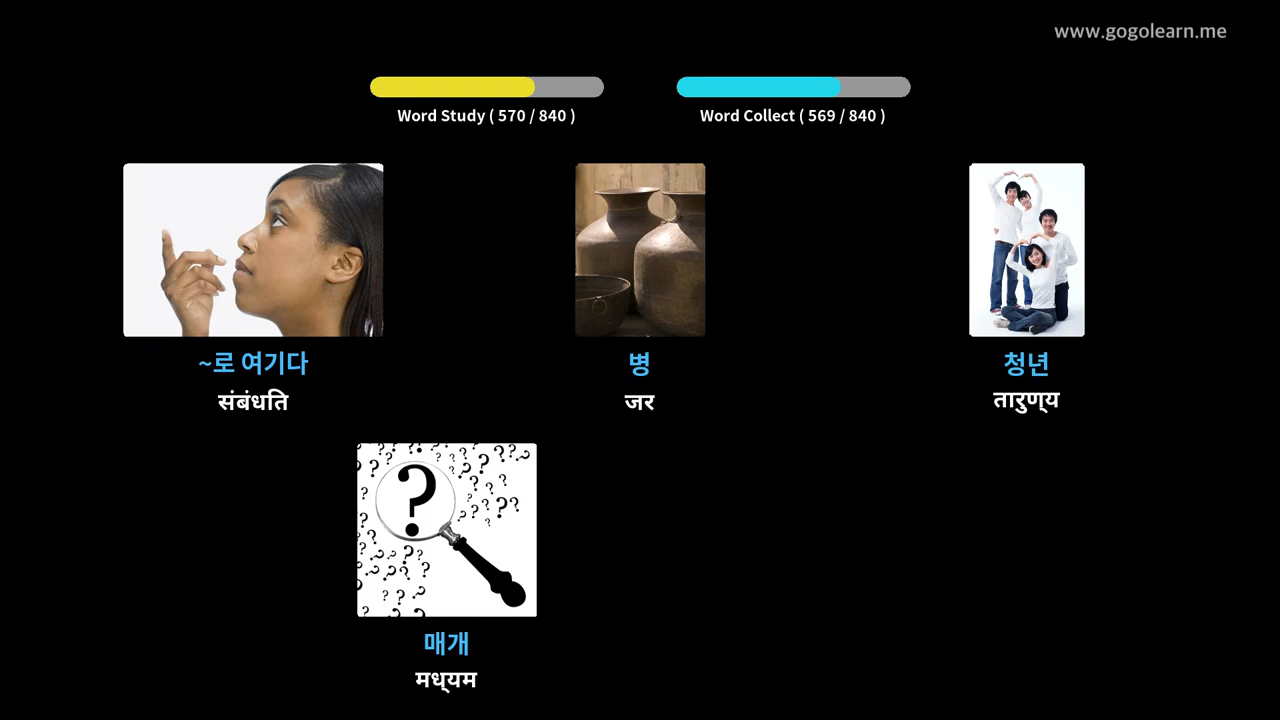 www.gogolearn.me
Word Study ( 570 / 840 )
Word Collect ( 569 / 840 )
~로 여기다
संबंधति
병
जर
청년
तारुण्य
매개
मध्यम